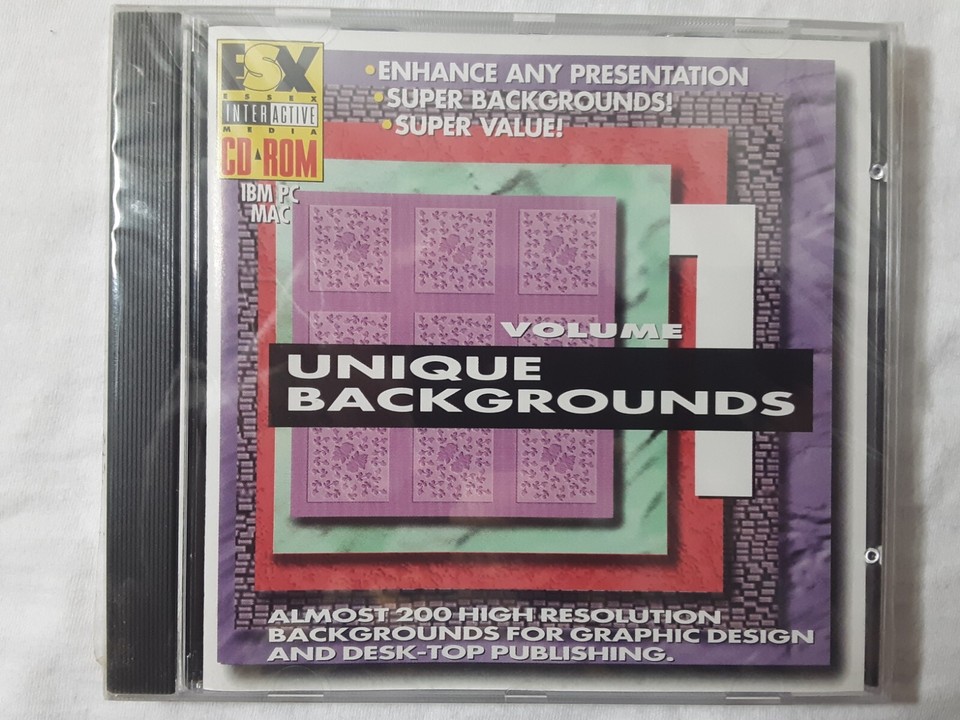 ESX
ESSEX
INTERACTIVE
MEDIA
CD ROM
IBM PC
MAC
•ENHANCE ANY PRESENTATION
•SUPER BACKGROUNDS!
•SUPER VALUE!
VOLUME
1
UNIQUE
BACKGROUNDS
ALMOST 200 HIGH RESOLUTION
BACKGROUNDS FOR GRAPHIC DESIGN
AND DESK-TOP PUBLISHING.